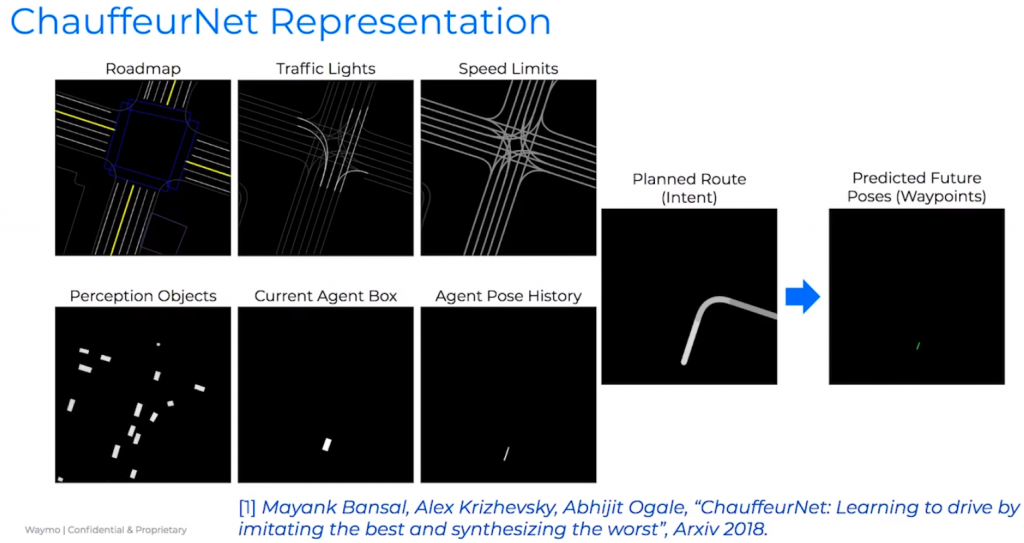 ChauffeurNet Representation
Roadmap
Traffic Lights
Speed Limits
Planned Route
(Intent)
Predicted Future
Poses (Waypoints)
Perception Objects
Current Agent Box
Agent Pose History
[1] Mayank Bansal, Alex Krizhevsky, Abhijit Ogale, “ChauffeurNet: Learning to drive by
imitating the best and synthesizing the worst”, Arxiv 2018.
Waymo | Confidential & Proprietary